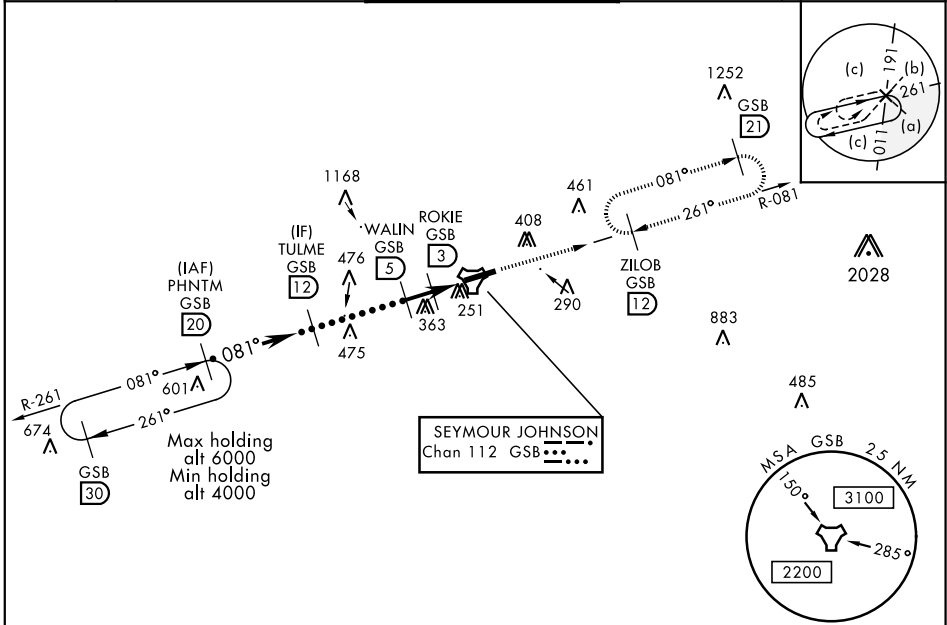 (c)
191
(b)
261
(a)
(c)
011
1252
GSB
21
081°
261°
R-081
461
408
1168
ROKIE
GSB
3
WALIN
GSB
5
(IF)
TULME
GSB
12
476
(IAF)
PHNTM
GSB
20
081°
475
363
251
290
ZILOB
GSB
12
2028
883
485
R-261
081°
601
261°
674
GSB
30
Max holding
alt 6000
Min holding
alt 4000
SEYMOUR JOHNSON
Chan 112 GSB
MSA GSB 25 NM
150°
3100
285°
2200